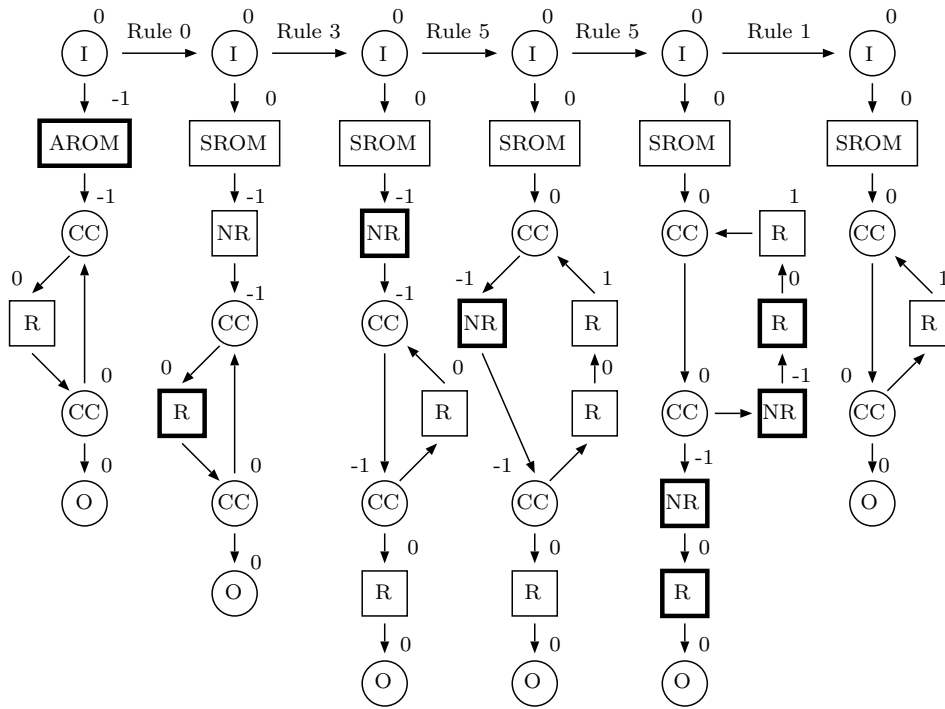 0 0 0 0 0 0
Rule 0 Rule 3 Rule 5 Rule 5 Rule 1
I I I I I I
-1 0 0 0 0 0
AROM SROM SROM SROM SROM SROM
-1 -1 -1 0 0 1 0
CC NR NR CC CC R CC
0 -1 -1 -1 1 0 1
R CC CC NR R R R
0 0 0 0 0 -1 0
CC R R R CC NR CC
0 0 -1 -1 -1 0
O CC CC CC NR O
0 0 0 0
O R R R
0 0 0
O O O